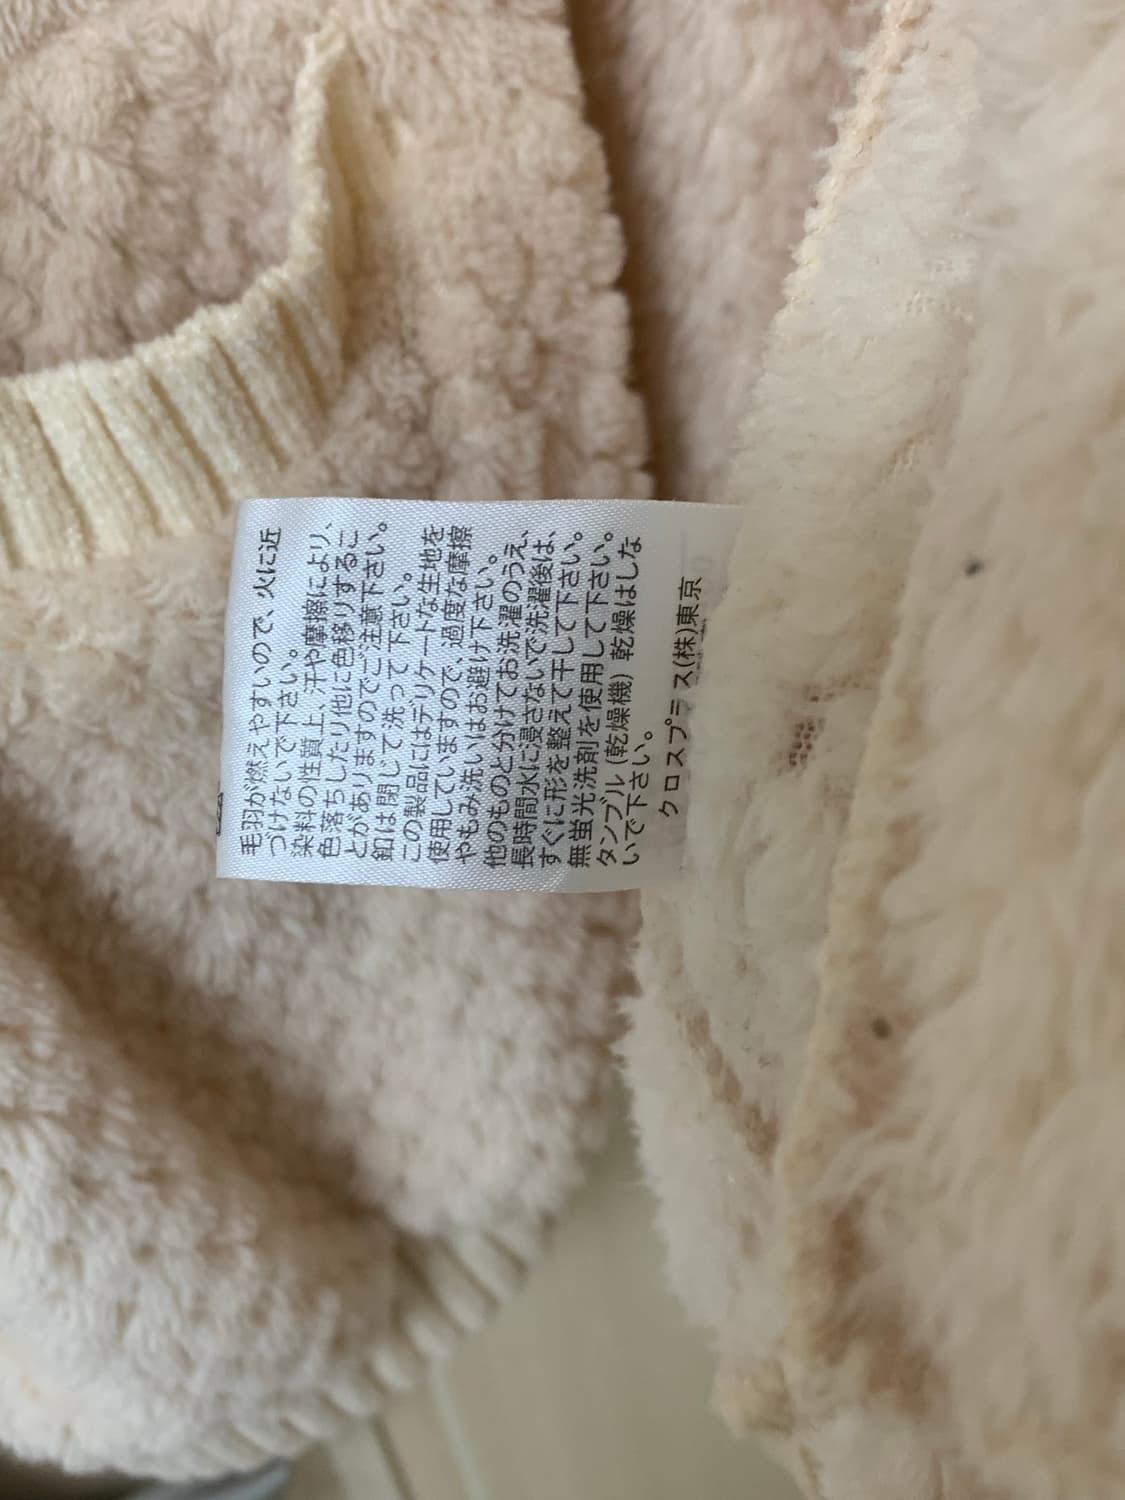 毛羽が燃えやすいので、火に近
づけないで下さい。
染料の性質上、汗や摩擦により、
色落ちしたり他に色移りするこ
とがありますのでご注意下さい。
釦は閉じて洗って下さい。
この製品にはデリケートな生地を
使用していますので、過度な摩擦
やもみ洗いはお避け下さい。
他のものと分けてお洗濯のうえ、
長時間水に浸さないで洗濯後は、
すぐに形を整えて干して下さい。
無蛍光洗剤を使用して下さい。
タンブル(乾燥機)乾燥はしな
いで下さい。
クロスプラス(株)東京